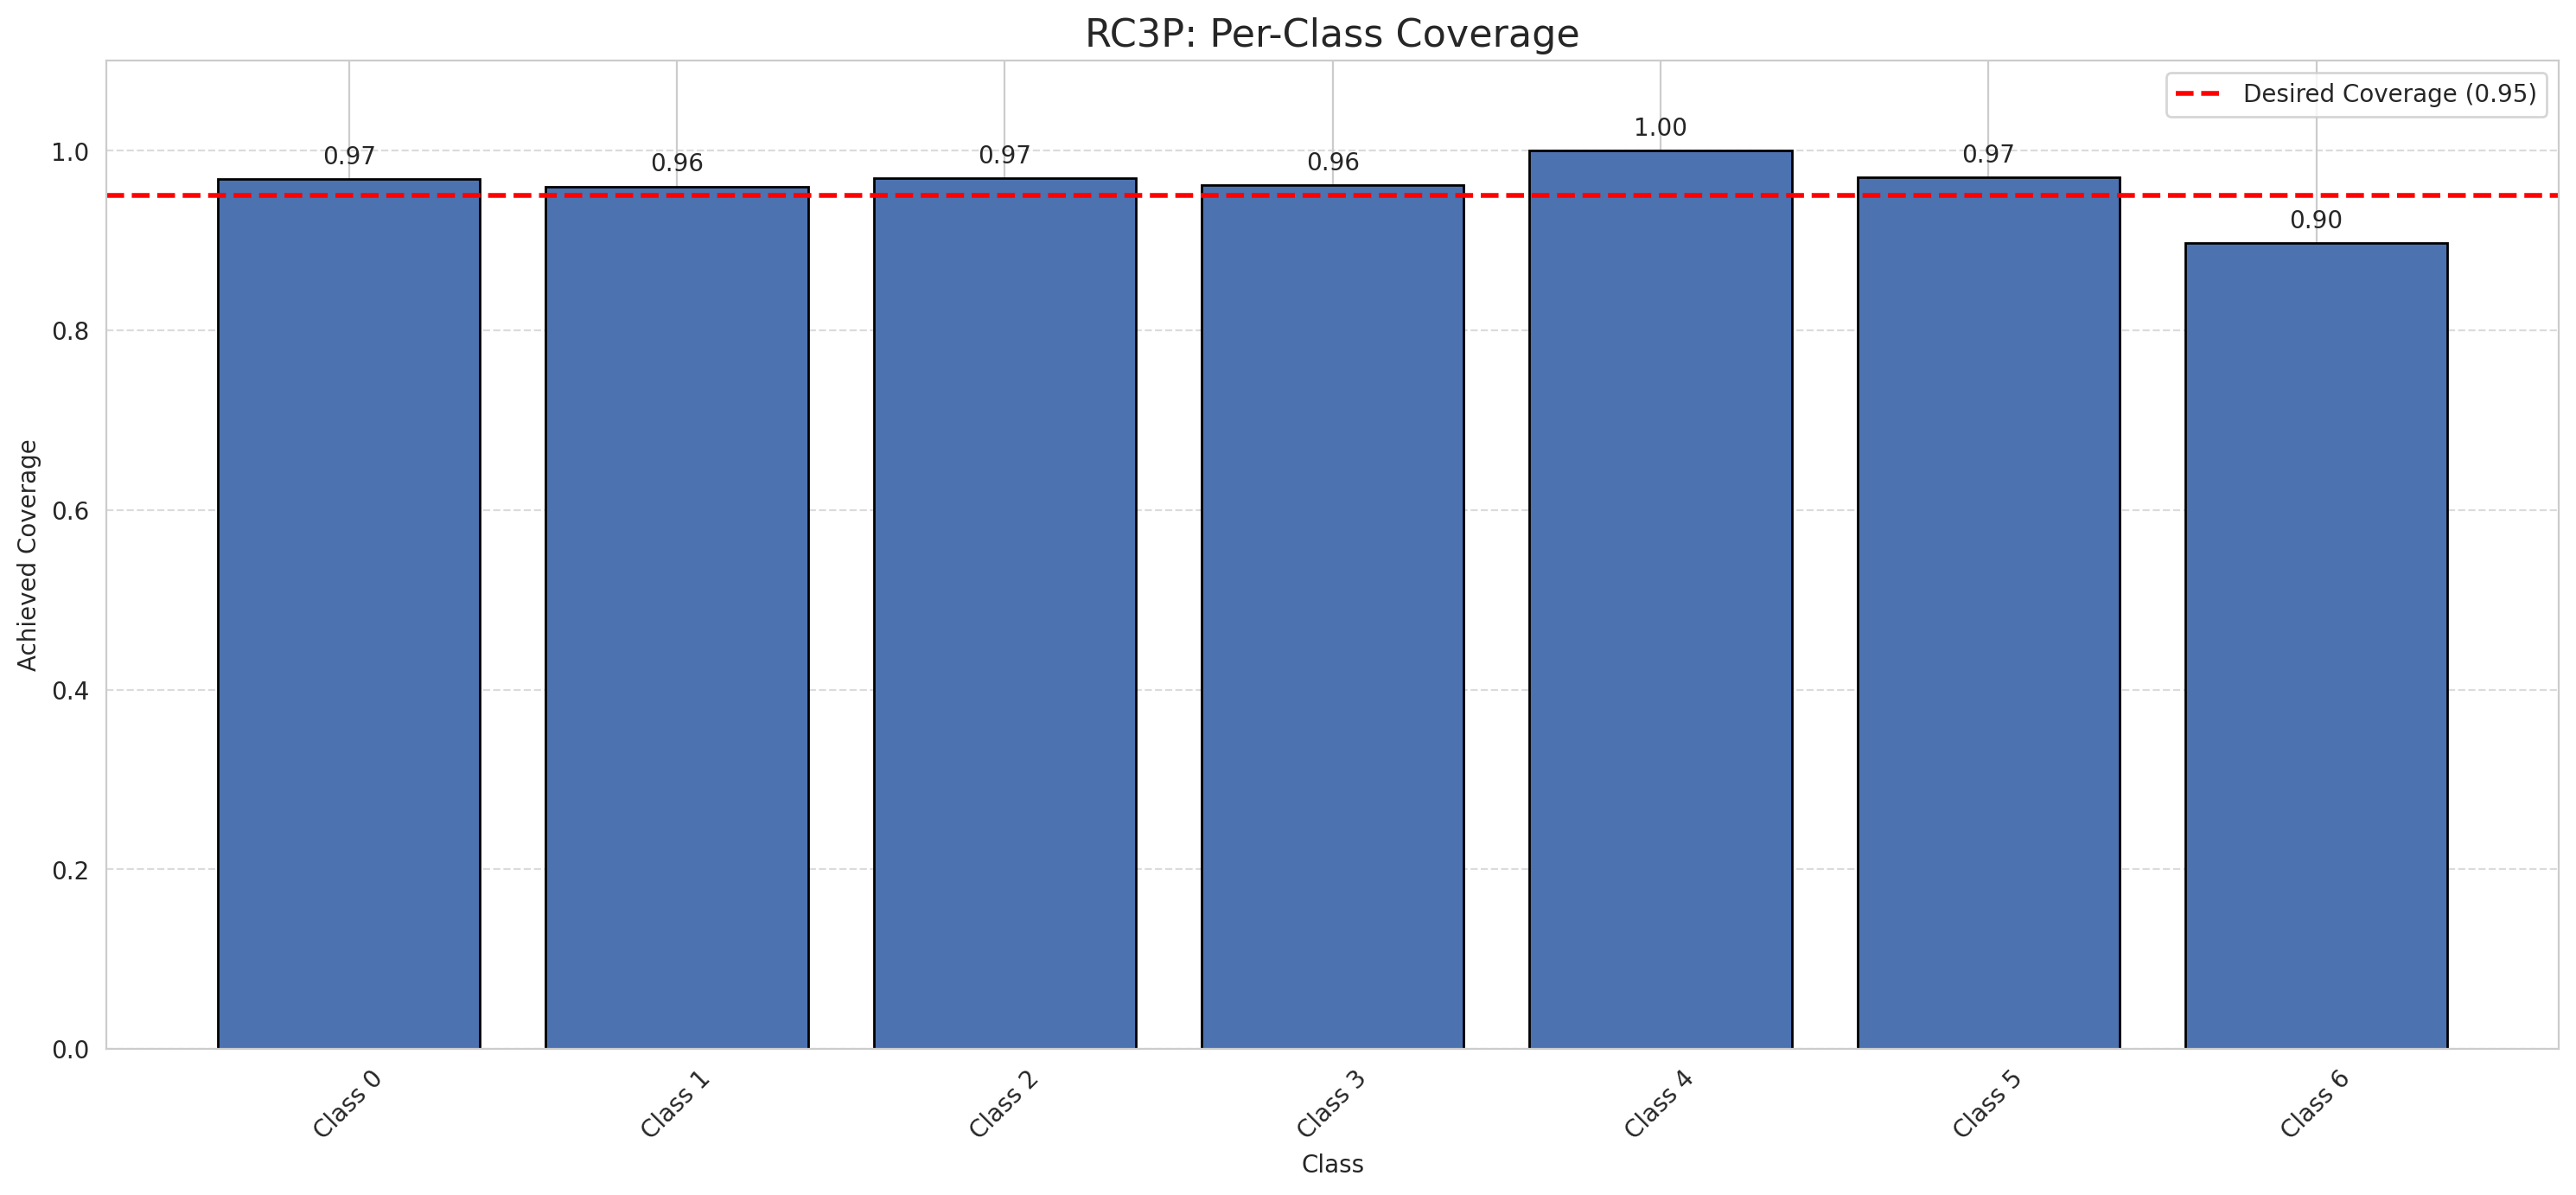 RC3P: Per-Class Coverage
Desired Coverage (0.95)
Achieved Coverage
1.0
0.8
0.6
0.4
0.2
0.0
0.97
0.96
0.97
0.96
1.00
0.97
0.90
Class 0
Class 1
Class 2
Class 3
Class 4
Class 5
Class 6
Class